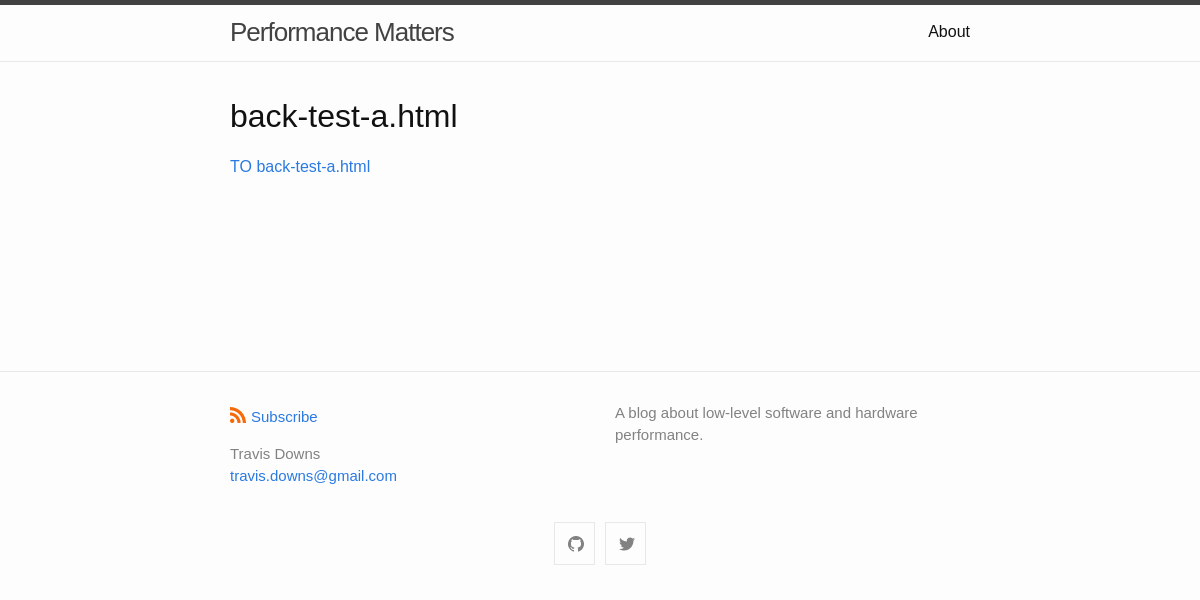 Performance Matters
About
back-test-a.html
TO back-test-a.html
Subscribe
Travis Downs
travis.downs@gmail.com
A blog about low-level software and hardware
performance.